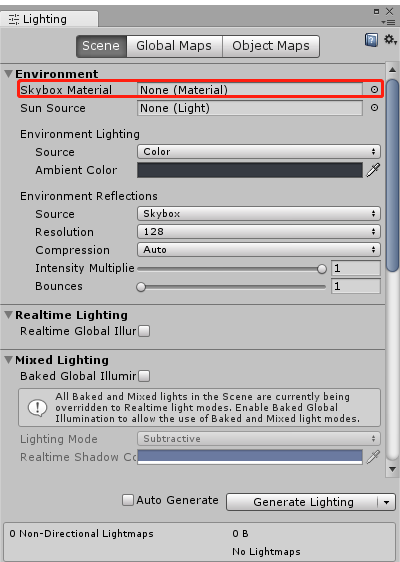 Lighting
Scene Global Maps Object Maps
Environment
Skybox Material None (Material)
Sun Source None (Light)
Environment Lighting
Source Color
Ambient Color
Environment Reflections
Source Skybox
Resolution 128
Compression Auto
Intensity Multiplie 1
Bounces 1
Realtime Lighting
Realtime Global Illur
Mixed Lighting
Baked Global Illumir
All Baked and Mixed lights in the Scene are currently being
overridden to Realtime light modes. Enable Baked Global
Illumination to allow the use of Baked and Mixed light modes.
Lighting Mode Subtractive
Realtime Shadow Cc
Auto Generate Generate Lighting
0 Non-Directional Lightmaps 0 B
No Lightmaps